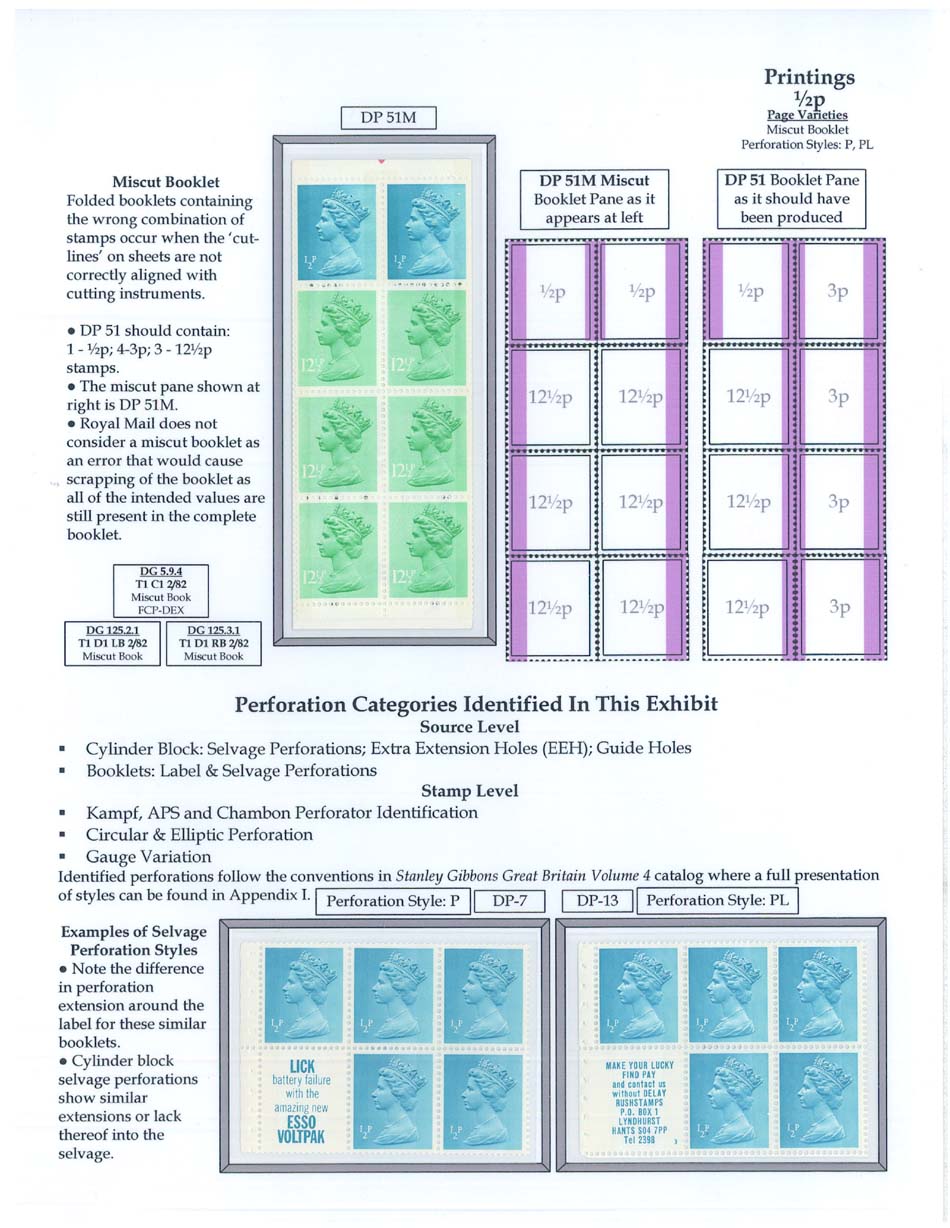 Printings
½p
Page Varieties
Miscut Booklet
Perforation Styles: P, PL
DP 51M
Miscut Booklet
Folded booklets containing
the wrong combination of
stamps occur when the ‘cut-
lines’ on sheets are not
correctly aligned with
cutting instruments.
● DP 51 should contain:
1 - ½p; 4-3p; 3 - 12½p
stamps.
● The miscut pane shown at
right is DP 51M.
● Royal Mail does not
consider a miscut booklet as
an error that would cause
scrapping of the booklet as
all of the intended values are
still present in the complete
booklet.
DG 5.9.4
T1 C1 2/82
Miscut Book
FCP-DEX
DG 125.2.1
T1 D1 LB 2/82
Miscut Book
DG 125.3.1
T1 D1 RB 2/82
Miscut Book
½P ½P
12½P 12½P
12½P 12½P
12½P 12½P
DP 51M Miscut
Booklet Pane as it
appears at left
½p ½p
12½p 12½p
12½p 12½p
12½p 12½p
DP 51 Booklet Pane
as it should have
been produced
½p 3p
12½p 3p
12½p 3p
12½p 3p
Perforation Categories Identified In This Exhibit
Source Level
▪ Cylinder Block: Selvage Perforations; Extra Extension Holes (EEH); Guide Holes
▪ Booklets: Label & Selvage Perforations
Stamp Level
▪ Kampf, APS and Chambon Perforator Identification
▪ Circular & Elliptic Perforation
▪ Gauge Variation
Identified perforations follow the conventions in Stanley Gibbons Great Britain Volume 4 catalog where a full presentation
of styles can be found in Appendix I.
Perforation Style: P
DP-7
DP-13
Perforation Style: PL
Examples of Selvage
Perforation Styles
● Note the difference
in perforation
extension around the
label for these similar
booklets.
● Cylinder block
selvage perforations
show similar
extensions or lack
thereof into the
selvage.
½P ½P ½P
LICK
battery failure
with the
amazing new
ESSO
VOLTPAK
½P ½P
½P ½P ½P
MAKE YOUR LUCKY
FIND PAY
and contact us
without DELAY
RUSHSTAMPS
P.O. BOX 1
LYNDHURST
HANTS SO4 7PP
Tel 2398
½P ½P